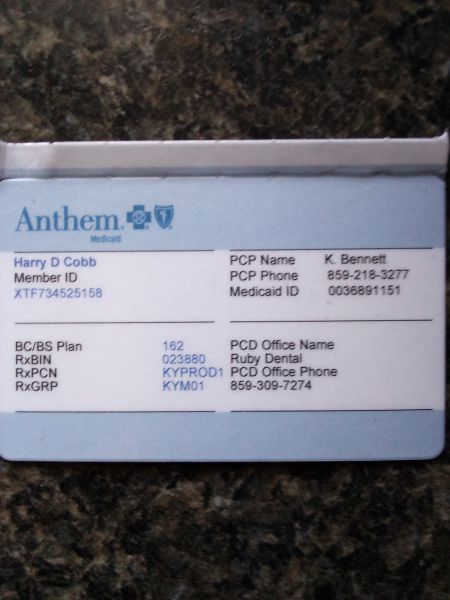 Anthem
Medicaid
Harry D Cobb
Member ID
XTF734525158
PCP Name K. Bennett
PCP Phone 859-218-3277
Medicaid ID 0036891151
BC/BS Plan 162
RxBIN 023880
RxPCN KYPROD1
RxGRP KYM01
PCD Office Name
Ruby Dental
PCD Office Phone
859-309-7274